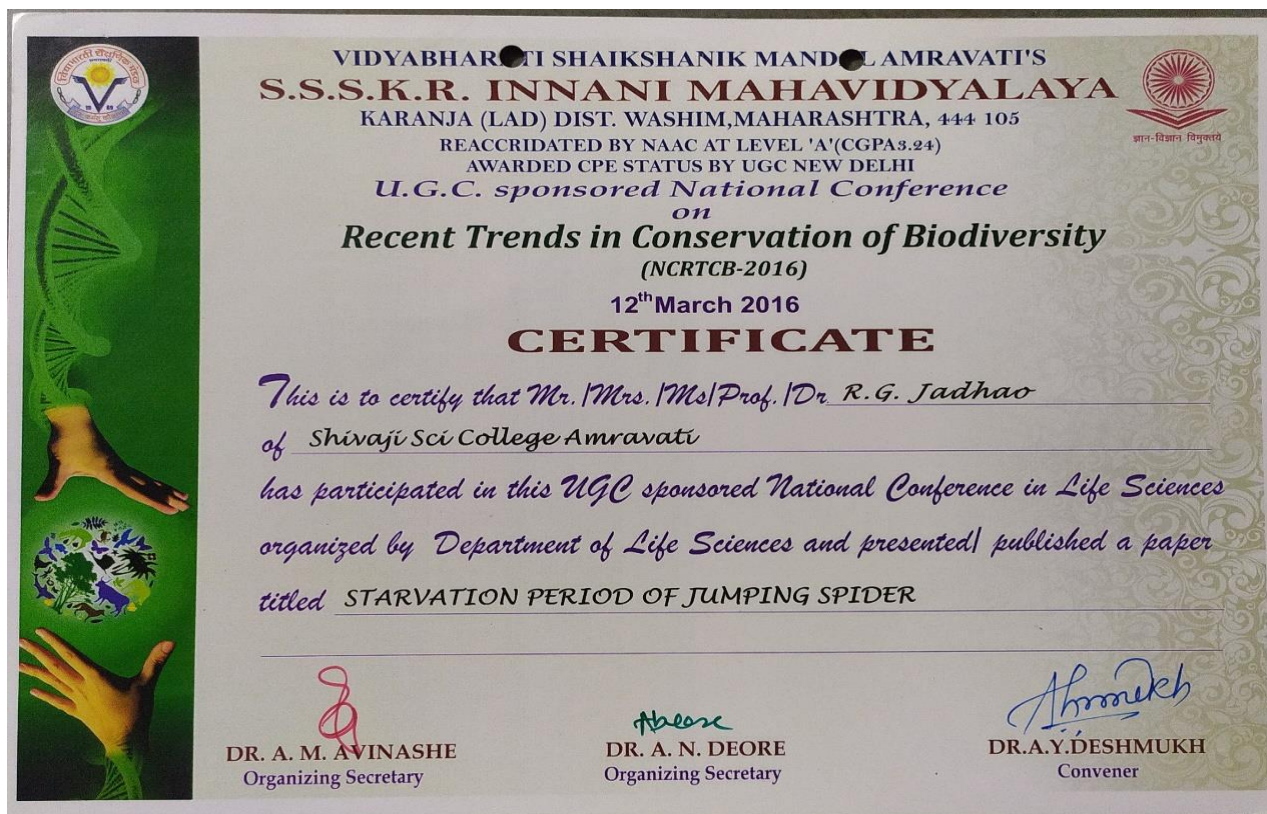 VIDYABHARTI SHAIKSHANIK MANDL AMRAVATI'S
S.S.S.K.R. INNANI MAHAVIDYALAYA
KARANJA (LAD) DIST. WASHIM,MAHARASHTRA, 444 105
REACCRIDATED BY NAAC AT LEVEL 'A'(CGPA3.24)
AWARDED CPE STATUS BY UGC NEW DELHI
U.G.C. sponsored National Conference
on
Recent Trends in Conservation of Biodiversity
(NCRTCB-2016)
12th March 2016
CERTIFICATE
ज्ञान-विज्ञान विमुक्तये
This is to certify that Mr. /Mrs. /Ms/Prof. /Dr. R.G. Jadhao
of Shivaji Sci College Amravati
has participated in this UGC sponsored National Conference in Life Sciences
organized by Department of Life Sciences and presented/ published a paper
titled STARVATION PERIOD OF JUMPING SPIDER
DR. A. M. AVINASHE
Organizing Secretary
DR. A. N. DEORE
Organizing Secretary
DR.A.Y.DESHMUKH
Convener